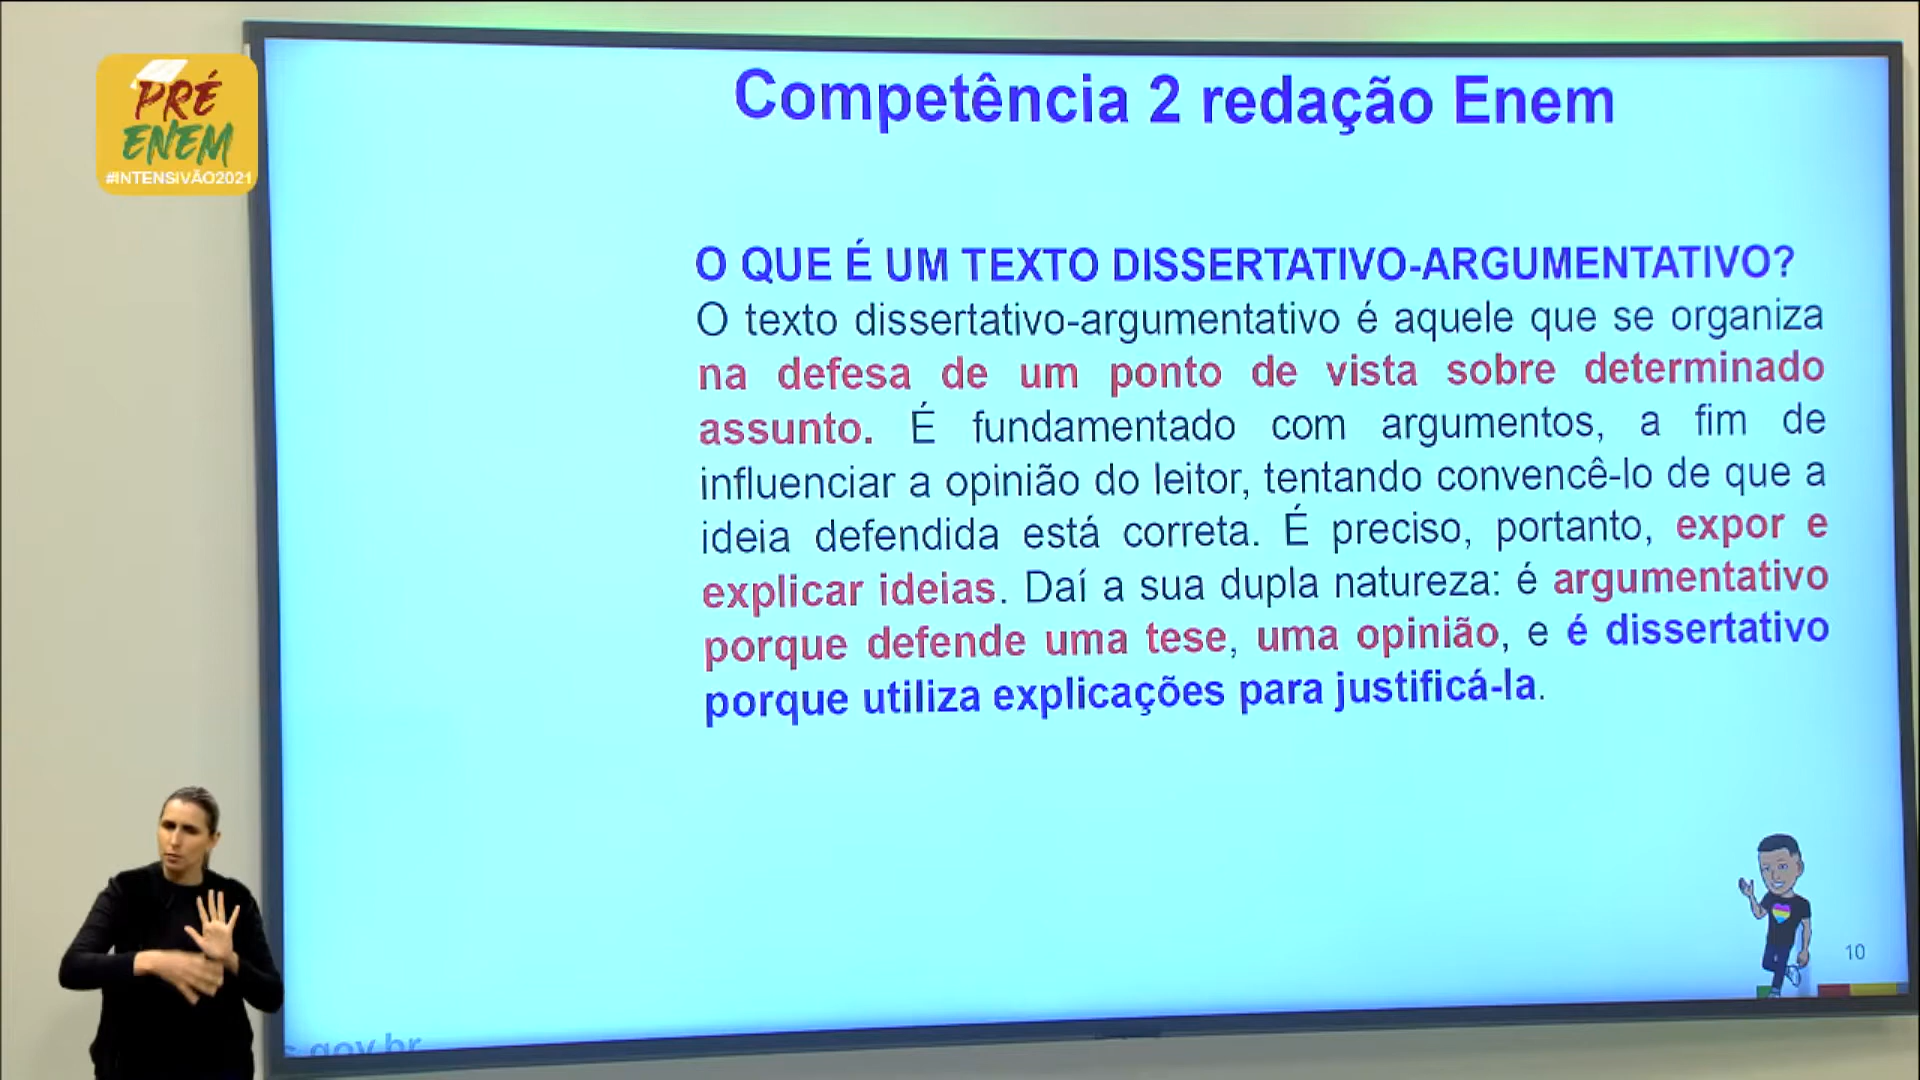 PRÉ
ENEM
#INTENSIVÃO2021
Competência 2 redação Enem
O QUE É UM TEXTO DISSERTATIVO-ARGUMENTATIVO?
O texto dissertativo-argumentativo é aquele que se organiza
na defesa de um ponto de vista sobre determinado
assunto. É fundamentado com argumentos, a fim de
influenciar a opinião do leitor, tentando convencê-lo de que a
ideia defendida está correta. É preciso, portanto, expor e
explicar ideias. Daí a sua dupla natureza: é argumentativo
porque defende uma tese, uma opinião, e é dissertativo
porque utiliza explicações para justificá-la.
10
.gov.br